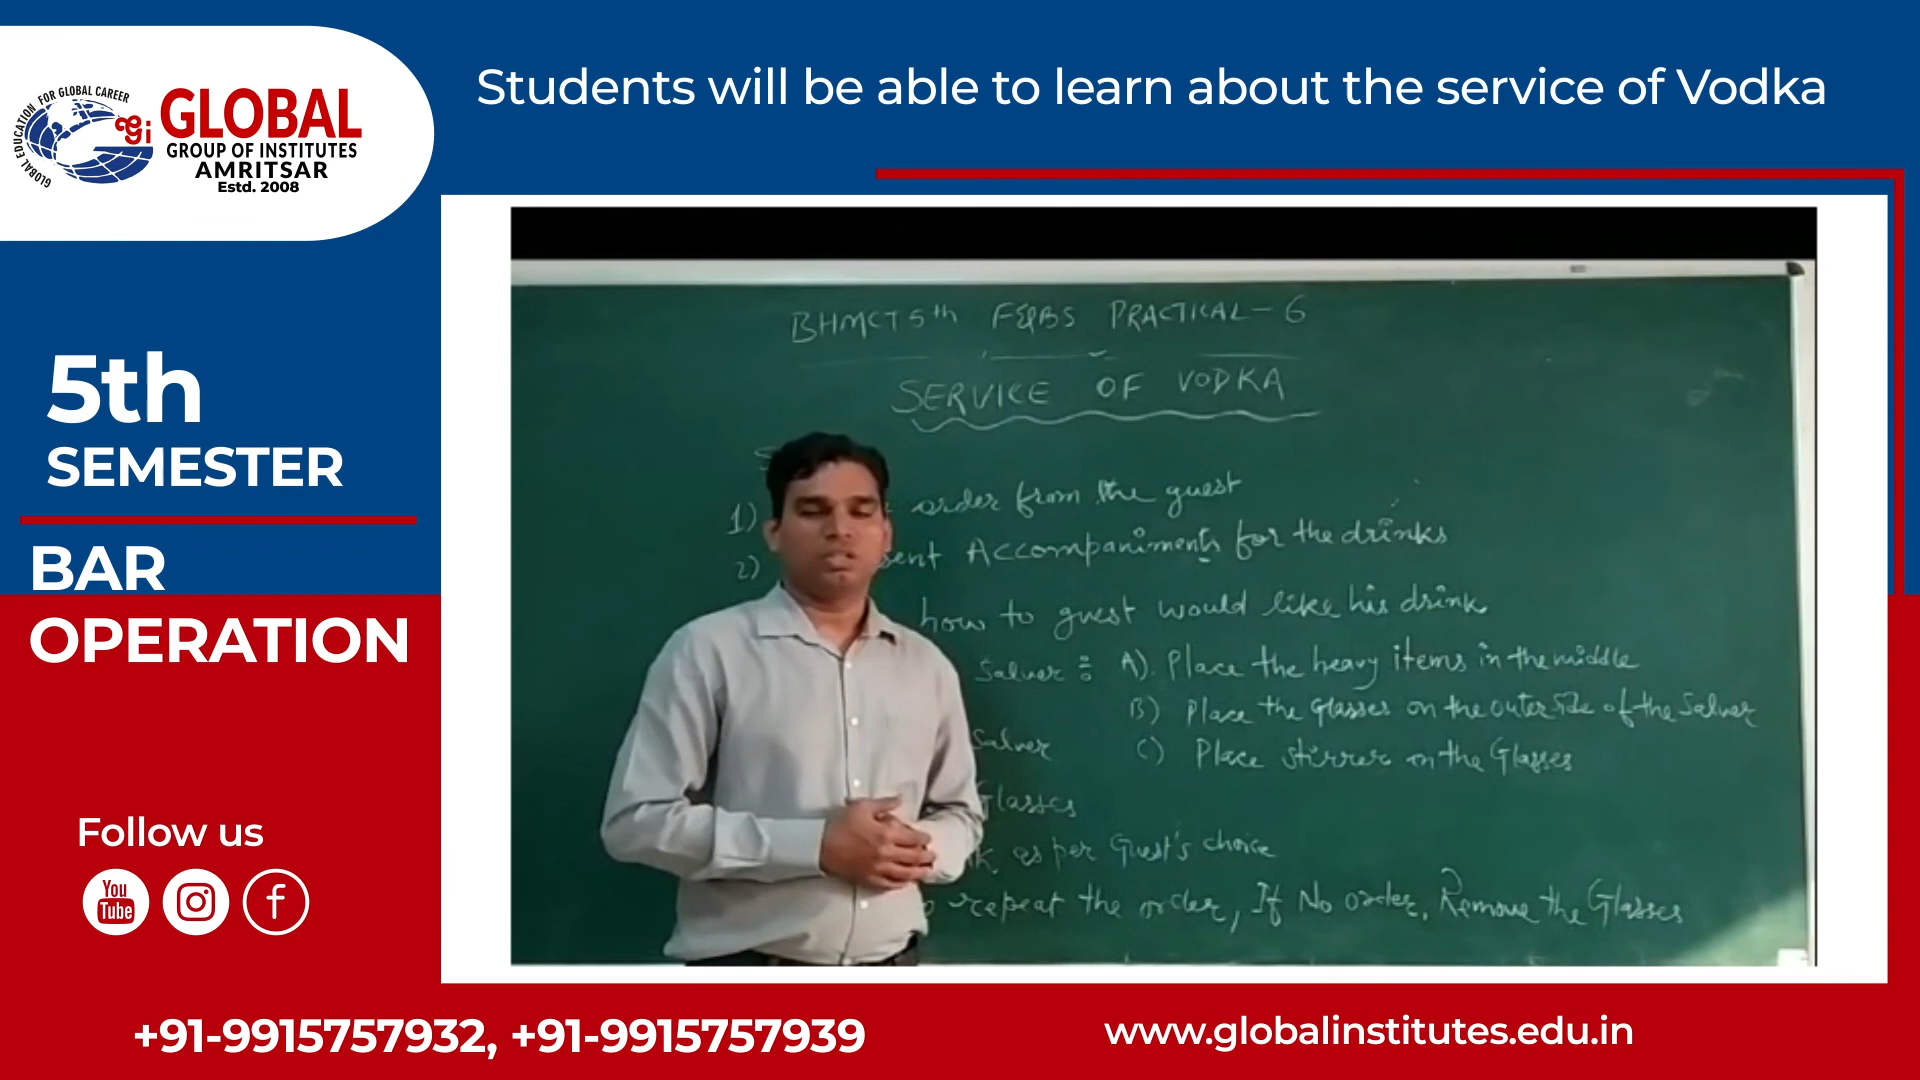 Students will be able to learn about the service of Vodka
GLOBAL EDUCATION FOR GLOBAL CAREER
ggi
GLOBAL
GROUP OF INSTITUTES
AMRITSAR
Estd. 2008
5th
SEMESTER
BAR
OPERATION
Follow us
You
Tube
f
BHMCT 5th F&BS PRACTICAL-6
SERVICE OF VODKA
1) order from the guest
2) sent Accompaniments for the drinks
how to guest would like his drink
Salver : A). Place the heavy items in the middle
B) Place the Glasses on the outer side of the Salver
Salver C) Place stirrer on the Glasses
Glasses
as per Guest's choice
repeat the order, If No order, Remove the Glasses
+91-9915757932, +91-9915757939
www.globalinstitutes.edu.in